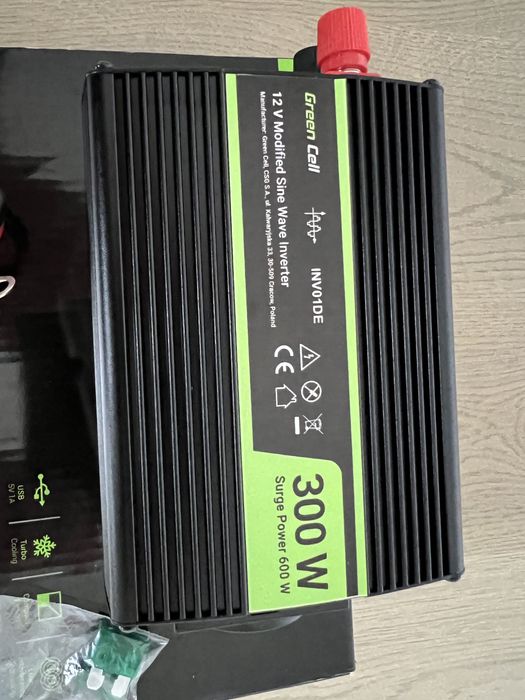 Green Cell
INV01DE
12 V Modified Sine Wave Inverter
Manufacturer: Green Cell, CSG S.A., ul. Kalwaryjska 33, 30-509 Cracow, Poland
CE
300 W
Surge Power 600 W
USB
5V 1A
Turbo
Cooling